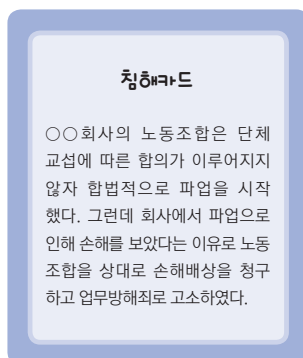 침해카드
○○회사의 노동조합은 단체
교섭에 따른 합의가 이루어지지
않자 합법적으로 파업을 시작
했다. 그런데 회사에서 파업으로
인해 손해를 보았다는 이유로 노동
조합을 상대로 손해배상을 청구
하고 업무방해죄로 고소하였다.